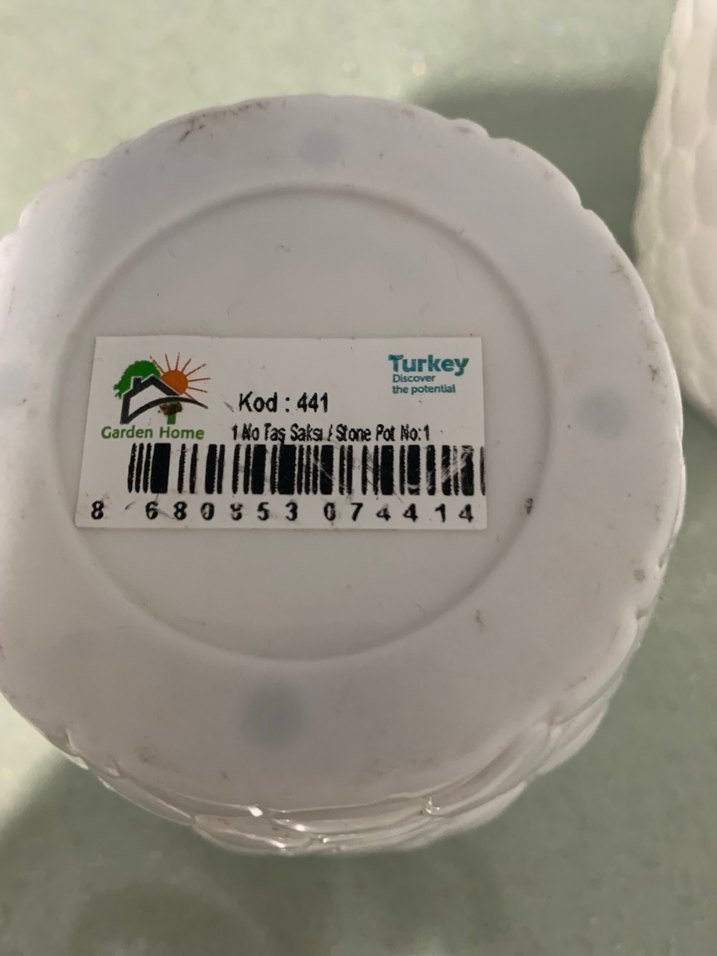 Turkey
Discover
the potential
Kod : 441
Garden Home
1 No Taş Saksı / Stone Pot No:1
8 680853 074414